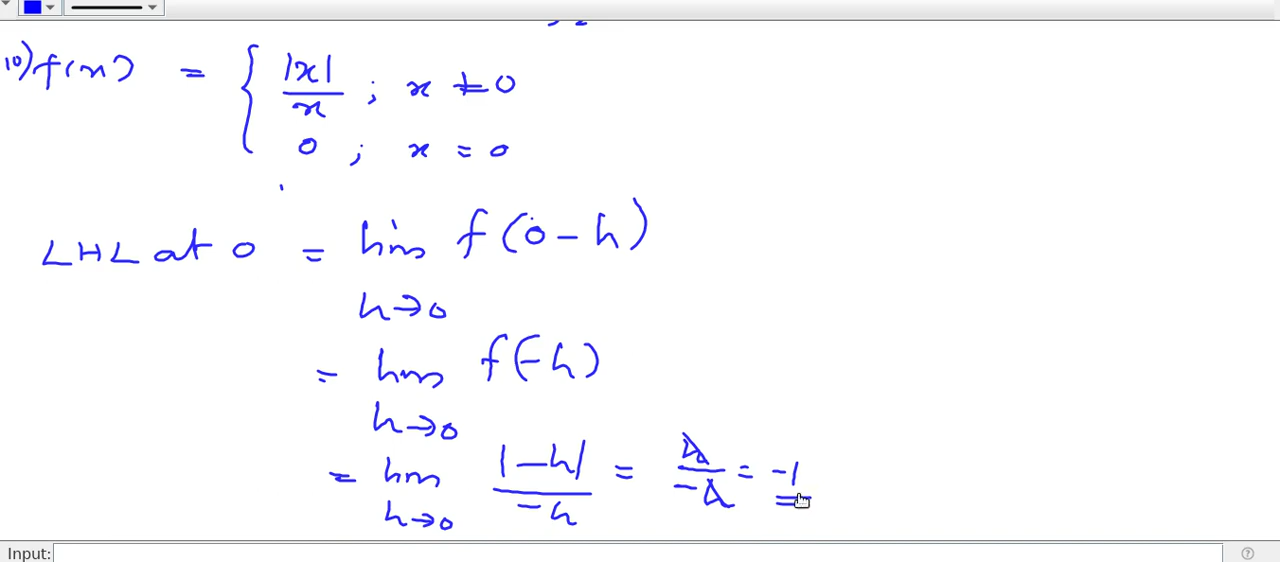 10) f(x) = { |x|/x ; x ≠ 0
0 ; x = 0
LHL at 0 = lim f(0-h)
h→0
= lim f(-h)
h→0
= lim |-h|/-h = h/-h = -1
h→0
Input: